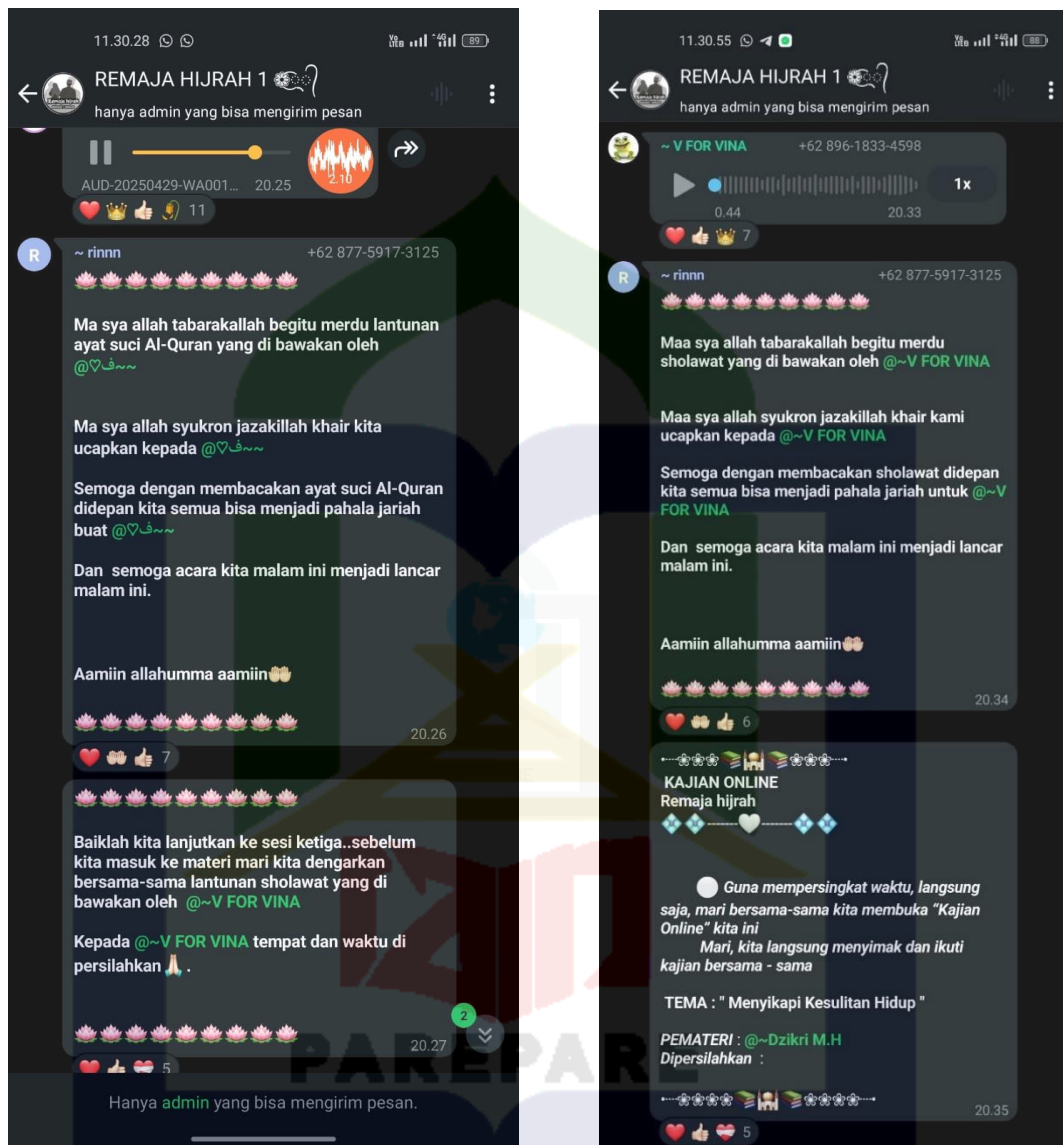 11.30.28
4G
89
REMAJA HIJRAH 1
hanya admin yang bisa mengirim pesan
2.10
AUD-20250429-WA001... 20.25
11
R
~ rinnn +62 877-5917-3125
Ma sya allah tabarakallah begitu merdu lantunan
ayat suci Al-Quran yang di bawakan oleh
@♡ف~~
Ma sya allah syukron jazakillah khair kita
ucapkan kepada @♡ف~~
Semoga dengan membacakan ayat suci Al-Quran
didepan kita semua bisa menjadi pahala jariah
buat @♡ف~~
Dan semoga acara kita malam ini menjadi lancar
malam ini.
Aamiin allahumma aamiin🤲🏻
20.26
7
Baiklah kita lanjutkan ke sesi ketiga..sebelum
kita masuk ke materi mari kita dengarkan
bersama-sama lantunan sholawat yang di
bawakan oleh @~V FOR VINA
Kepada @~V FOR VINA tempat dan waktu di
persilahkan 🙏🏻 .
2
20.27
5
Hanya admin yang bisa mengirim pesan.
11.30.55
4G
88
REMAJA HIJRAH 1
hanya admin yang bisa mengirim pesan
~ V FOR VINA +62 896-1833-4598
1x
0.44 20.33
7
R
~ rinnn +62 877-5917-3125
Maa sya allah tabarakallah begitu merdu
sholawat yang di bawakan oleh @~V FOR VINA
Maa sya allah syukron jazakillah khair kami
ucapkan kepada @~V FOR VINA
Semoga dengan membacakan sholawat didepan
kita semua bisa menjadi pahala jariah untuk @~V
FOR VINA
Dan semoga acara kita malam ini menjadi lancar
malam ini.
Aamiin allahumma aamiin🤲🏻
20.34
6
KAJIAN ONLINE
Remaja hijrah
Guna mempersingkat waktu, langsung
saja, mari bersama-sama kita membuka “Kajian
Online” kita ini
Mari, kita langsung menyimak dan ikuti
kajian bersama - sama
TEMA : " Menyikapi Kesulitan Hidup "
PEMATERI : @~Dzikri M.H
Dipersilahkan :
20.35
5
PAREPARE